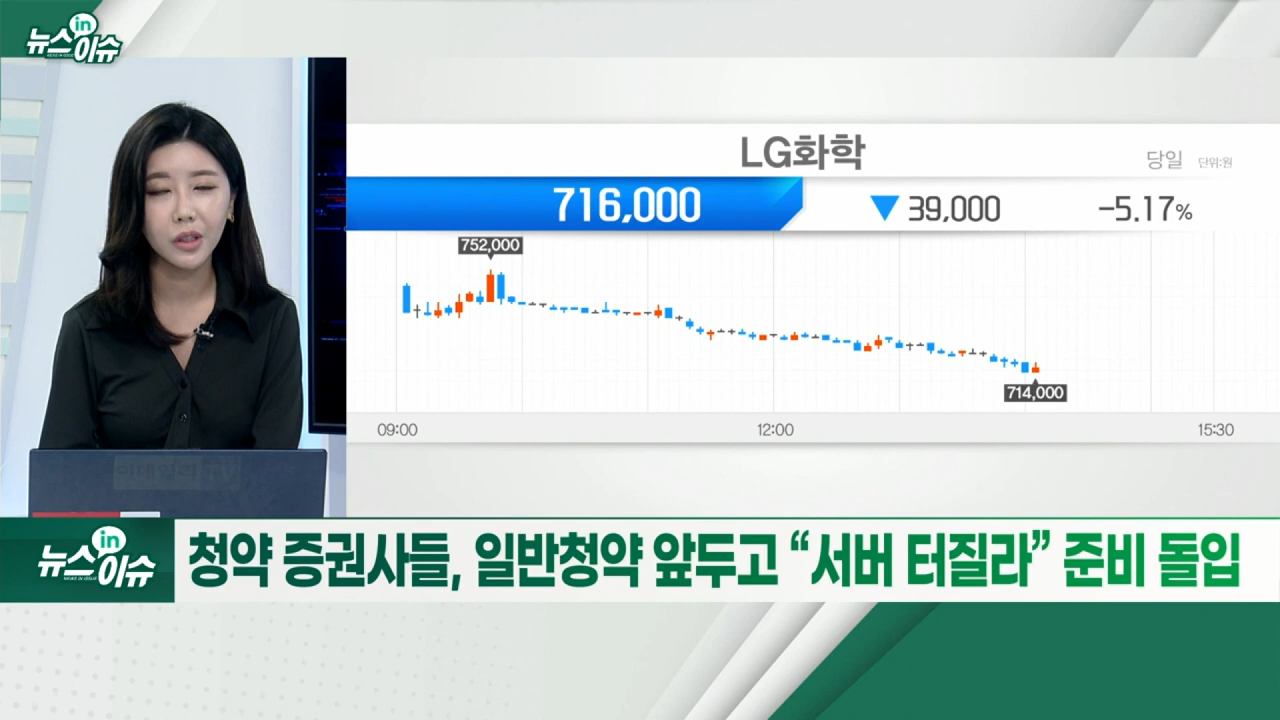 뉴스in이슈
LG화학
당일 단위:원
716,000 ▼ 39,000 -5.17%
752,000
714,000
09:00 12:00 15:30
뉴스in이슈
청약 증권사들, 일반청약 앞두고 “서버 터질라” 준비 돌입